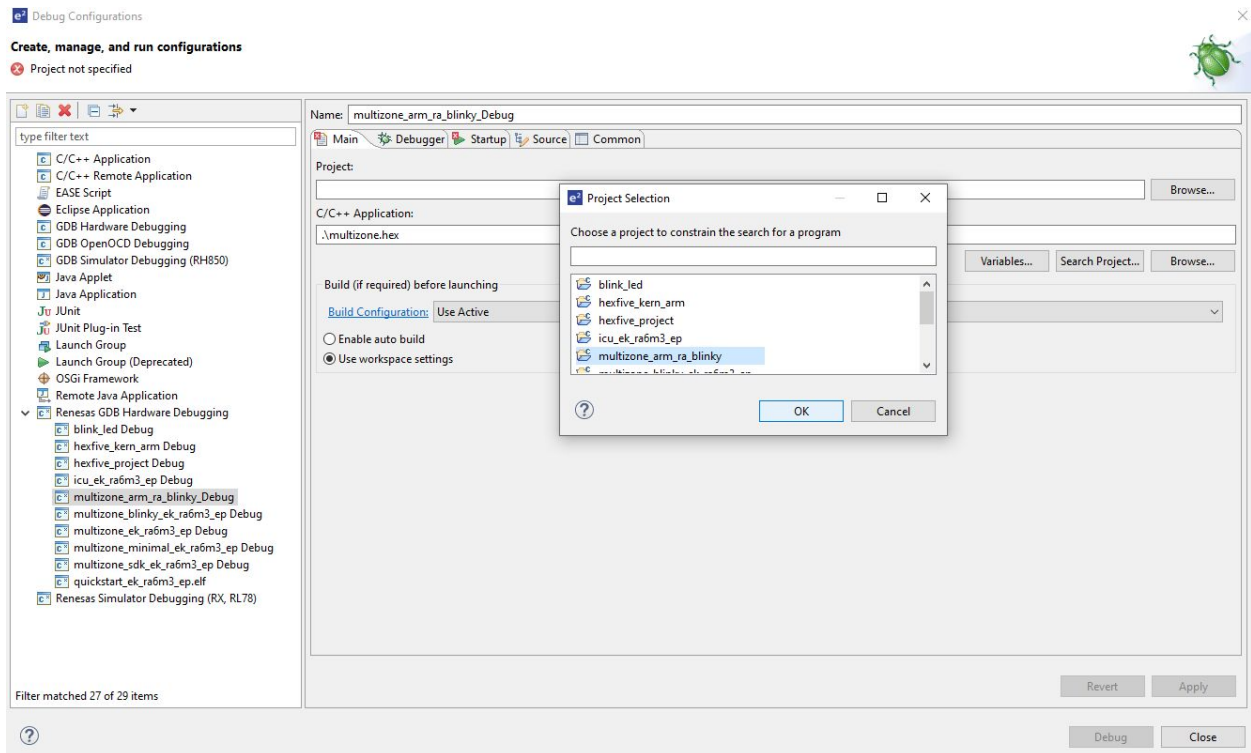 e² Debug Configurations
Create, manage, and run configurations
Project not specified
type filter text
C/C++ Application
C/C++ Remote Application
EASE Script
Eclipse Application
GDB Hardware Debugging
GDB OpenOCD Debugging
GDB Simulator Debugging (RH850)
Java Applet
Java Application
JUnit
JUnit Plug-in Test
Launch Group
Launch Group (Deprecated)
OSGi Framework
Remote Java Application
Renesas GDB Hardware Debugging
blink_led Debug
hexfive_kern_arm Debug
hexfive_project Debug
icu_ek_ra6m3_ep Debug
multizone_arm_ra_blinky_Debug
multizone_blinky_ek_ra6m3_ep Debug
multizone_ek_ra6m3_ep Debug
multizone_minimal_ek_ra6m3_ep Debug
multizone_sdk_ek_ra6m3_ep Debug
quickstart_ek_ra6m3_ep.elf
Renesas Simulator Debugging (RX, RL78)
Filter matched 27 of 29 items
Name: multizone_arm_ra_blinky_Debug
Main Debugger Startup Source Common
Project:
Browse...
C/C++ Application:
.\multizone.hex
Variables... Search Project... Browse...
Build (if required) before launching
Build Configuration: Use Active
Enable auto build
Use workspace settings
e² Project Selection
Choose a project to constrain the search for a program
blink_led
hexfive_kern_arm
hexfive_project
icu_ek_ra6m3_ep
multizone_arm_ra_blinky
multizone_blinky_ek_ra6m3_ep
OK Cancel
Revert Apply
Debug Close